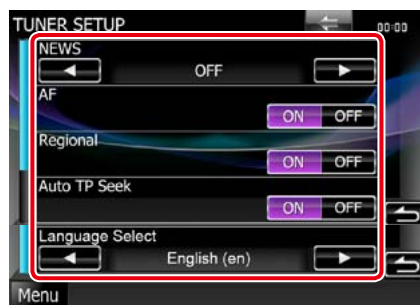 TUNER SETUP
00:00
NEWS
OFF
AF
ON OFF
Regional
ON OFF
Auto TP Seek
ON OFF
Language Select
English (en)
Menu